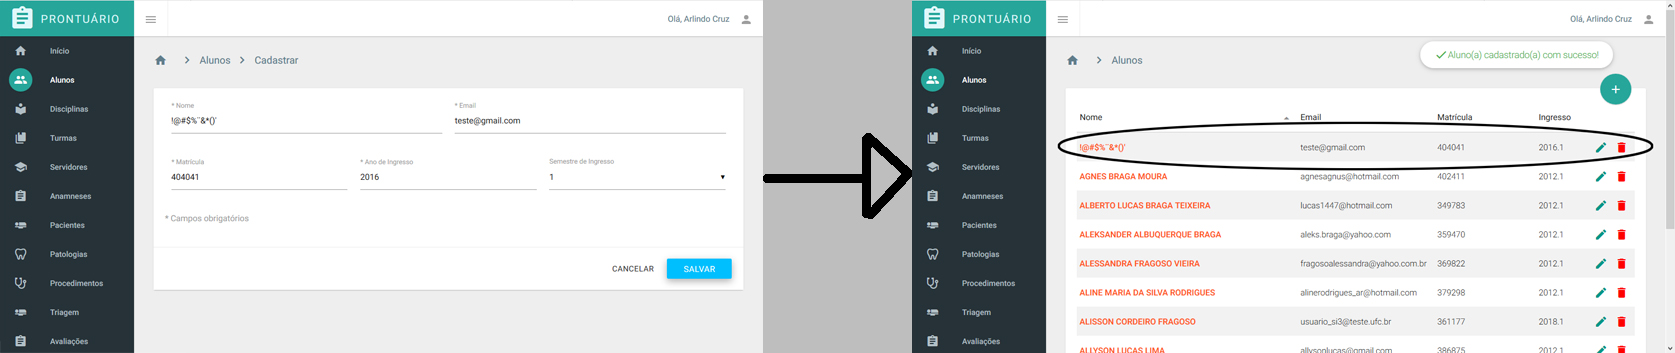 PRONTUÁRIO
Olá, Arlindo Cruz
Início
Alunos
Disciplinas
Turmas
Servidores
Anamneses
Pacientes
Patologias
Procedimentos
Triagem
Avaliações
Alunos
Cadastrar
* Nome
!@#$%¨&*()'
* Email
teste@gmail.com
* Matrícula
404041
* Ano de Ingresso
2016
Semestre de Ingresso
1
* Campos obrigatórios
CANCELAR
SALVAR
PRONTUÁRIO
Olá, Arlindo Cruz
Início
Alunos
Disciplinas
Turmas
Servidores
Anamneses
Pacientes
Patologias
Procedimentos
Triagem
Avaliações
Alunos
Aluno(a) cadastrado(a) com sucesso!
+
Nome Email Matrícula Ingresso
!@#$%¨&*()' teste@gmail.com 404041 2016.1
AGNES BRAGA MOURA agnesagnus@hotmail.com 402411 2012.1
ALBERTO LUCAS BRAGA TEIXEIRA lucas1447@hotmail.com 349783 2012.1
ALEKSANDER ALBUQUERQUE BRAGA aleks.braga@yahoo.com 359470 2012.1
ALESSANDRA FRAGOSO VIEIRA fragosoalessandra@yahoo.com.br 369822 2012.1
ALINE MARIA DA SILVA RODRIGUES alinerodrigues_ar@hotmail.com 379298 2012.1
ALISSON CORDEIRO FRAGOSO usuario_si3@teste.ufc.br 361177 2018.1
ALLYSON LUCAS LIMA allysonlucas@gmail.com 386875 2012.1